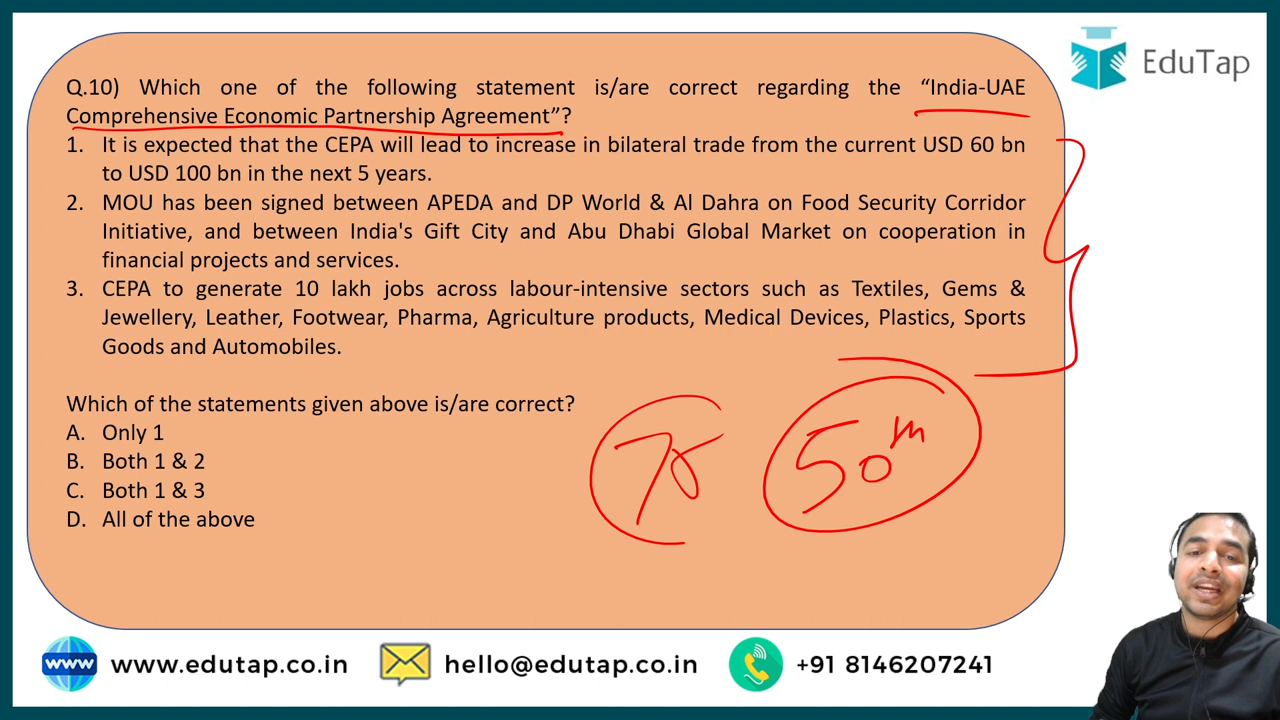 EduTap
Q.10) Which one of the following statement is/are correct regarding the “India-UAE
Comprehensive Economic Partnership Agreement”?
1. It is expected that the CEPA will lead to increase in bilateral trade from the current USD 60 bn
to USD 100 bn in the next 5 years.
2. MOU has been signed between APEDA and DP World & Al Dahra on Food Security Corridor
Initiative, and between India's Gift City and Abu Dhabi Global Market on cooperation in
financial projects and services.
3. CEPA to generate 10 lakh jobs across labour-intensive sectors such as Textiles, Gems &
Jewellery, Leather, Footwear, Pharma, Agriculture products, Medical Devices, Plastics, Sports
Goods and Automobiles.
Which of the statements given above is/are correct?
A. Only 1
B. Both 1 & 2
C. Both 1 & 3
D. All of the above
50 m
www www.edutap.co.in hello@edutap.co.in +91 8146207241